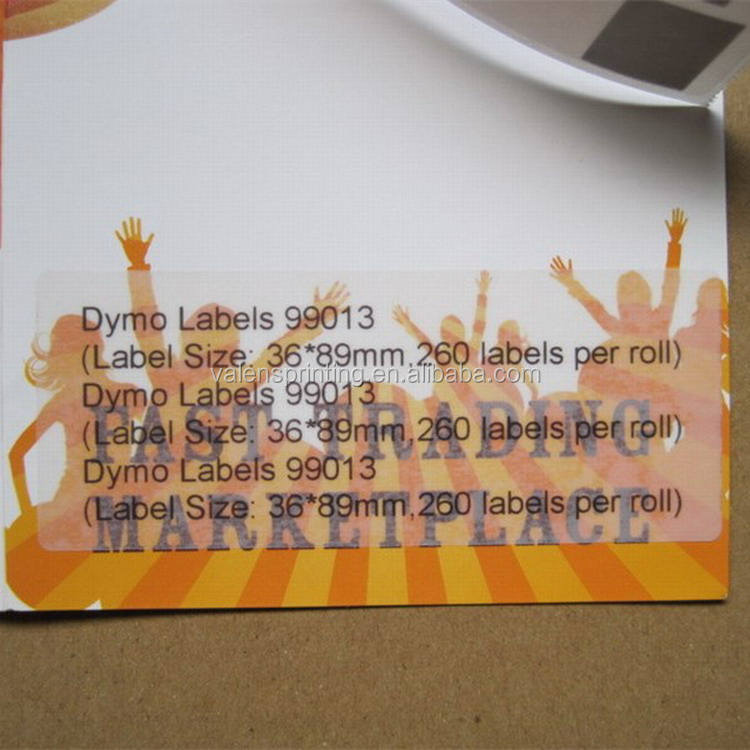 Dymo Labels 99013
(Label Size: 36*89mm,260 labels per roll)
valensprinting.en.alibaba.com
Dymo Labels 99013
FAST TRADING
(Label Size: 36*89mm,260 labels per roll)
Dymo Labels 99013
(Label Size: 36*89mm,260 labels per roll)
MARKETPLACE